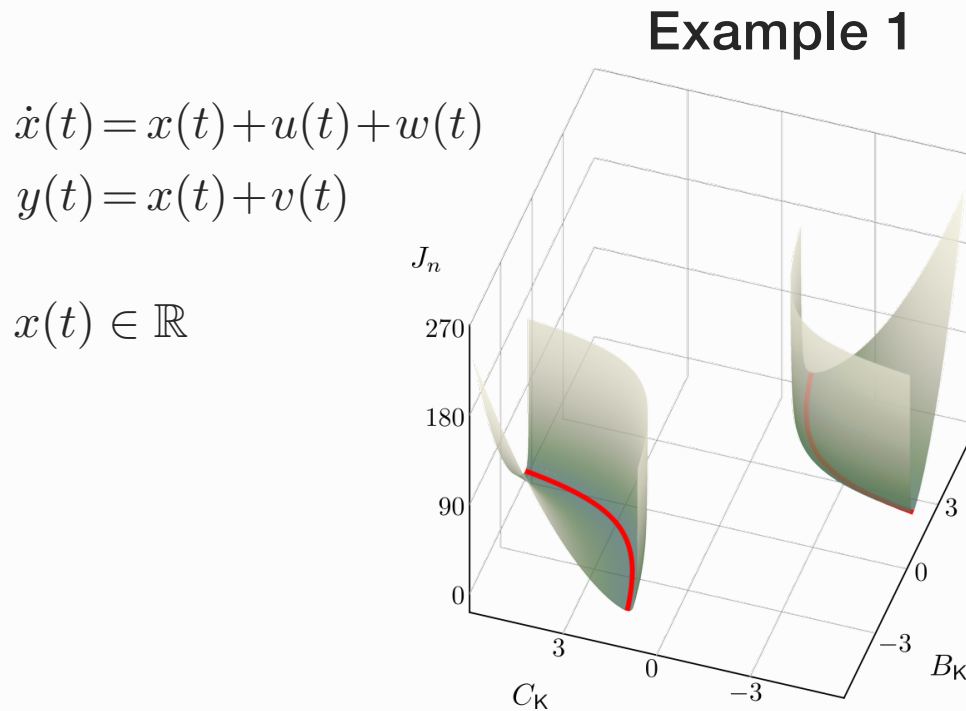 Example 1
ẋ(t) = x(t) + u(t) + w(t)
y(t) = x(t) + v(t)
x(t) ∈ ℝ
J_n
270
180
90
0
3
0
−3
C_K
3
0
−3
B_K